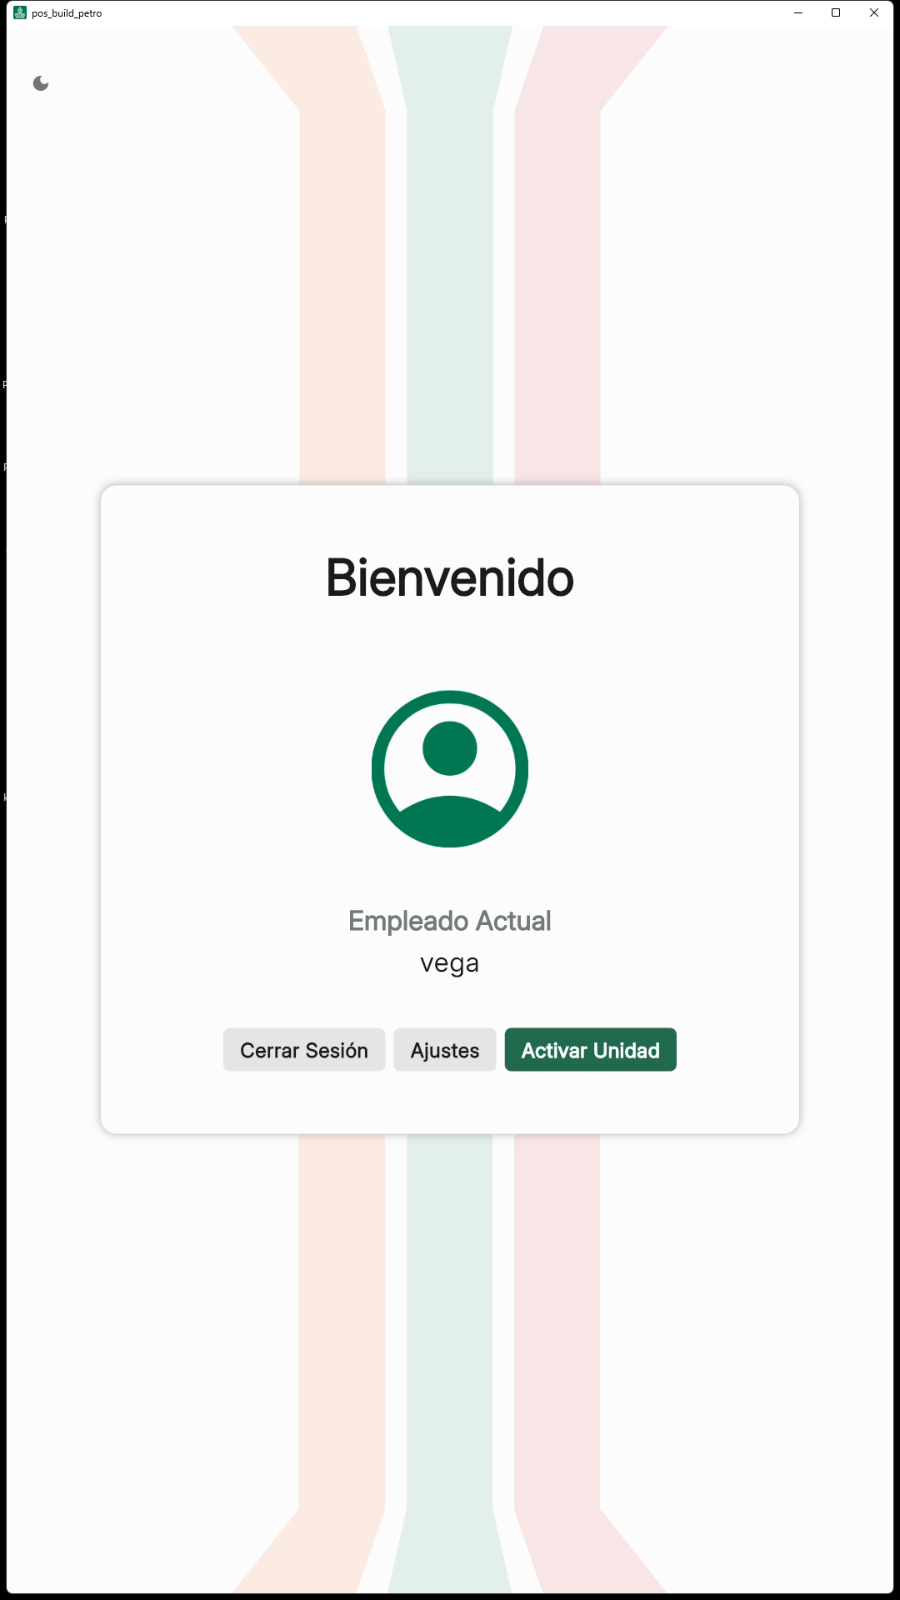 pos_build_petro
Bienvenido
Empleado Actual
vega
Cerrar Sesión
Ajustes
Activar Unidad